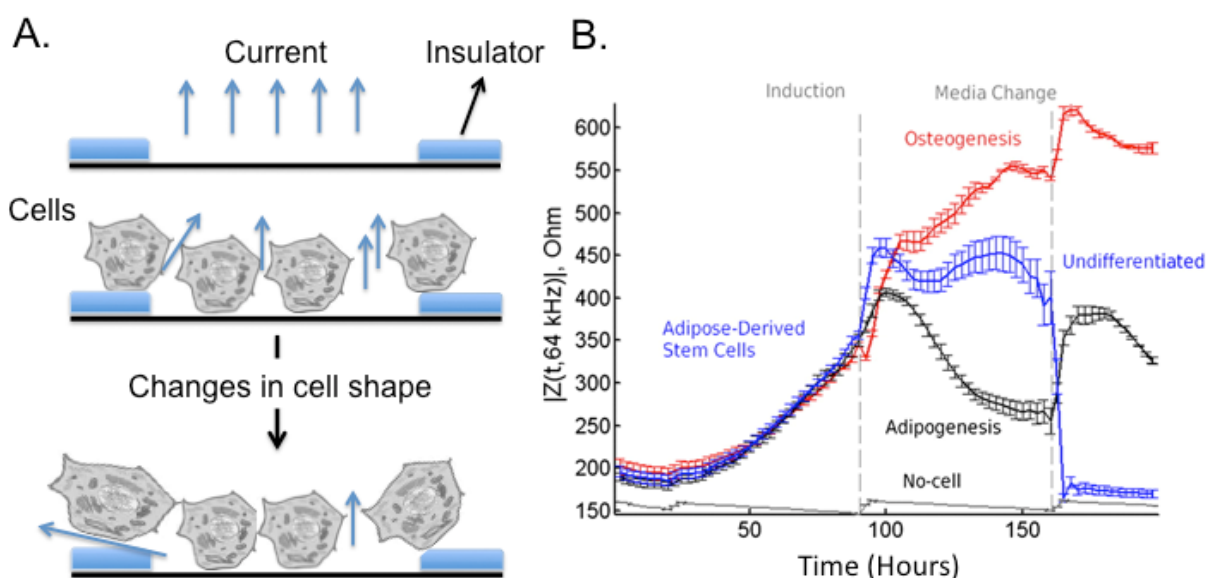 A.
Current
Insulator
Cells
Changes in cell shape
B.
Induction
Media Change
Osteogenesis
Undifferentiated
Adipose-Derived
Stem Cells
Adipogenesis
No-cell
|Z(t,64 kHz)|, Ohm
600
550
500
450
400
350
300
250
200
150
50
100
150
Time (Hours)